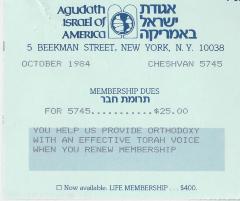 Agudath אגודת
Israel of ישראל
America באמריקה
5 BEEKMAN STREET, NEW YORK, N.Y. 10038
OCTOBER 1984 CHESHVAN 5745
MEMBERSHIP DUES
תרומת חבר
FOR 5745...........$25.00
YOU HELP US PROVIDE ORTHODOXY
WITH AN EFFECTIVE TORAH VOICE
WHEN YOU RENEW MEMBERSHIP
☐ Now available: LIFE MEMBERSHIP . . . $400.